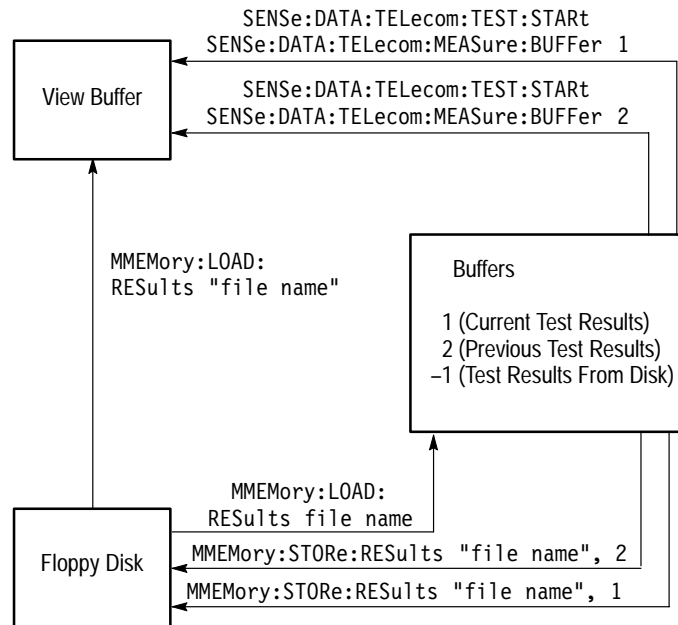 SENSe:DATA:TELecom:TEST:STARt
SENSe:DATA:TELecom:MEASure:BUFFer 1
View Buffer
SENSe:DATA:TELecom:TEST:STARt
SENSe:DATA:TELecom:MEASure:BUFFer 2
MMEMory:LOAD:
RESults "file name"
Buffers
1 (Current Test Results)
2 (Previous Test Results)
–1 (Test Results From Disk)
MMEMory:LOAD:
RESults file name
Floppy Disk
MMEMory:STORe:RESults "file name", 2
MMEMory:STORe:RESults "file name", 1